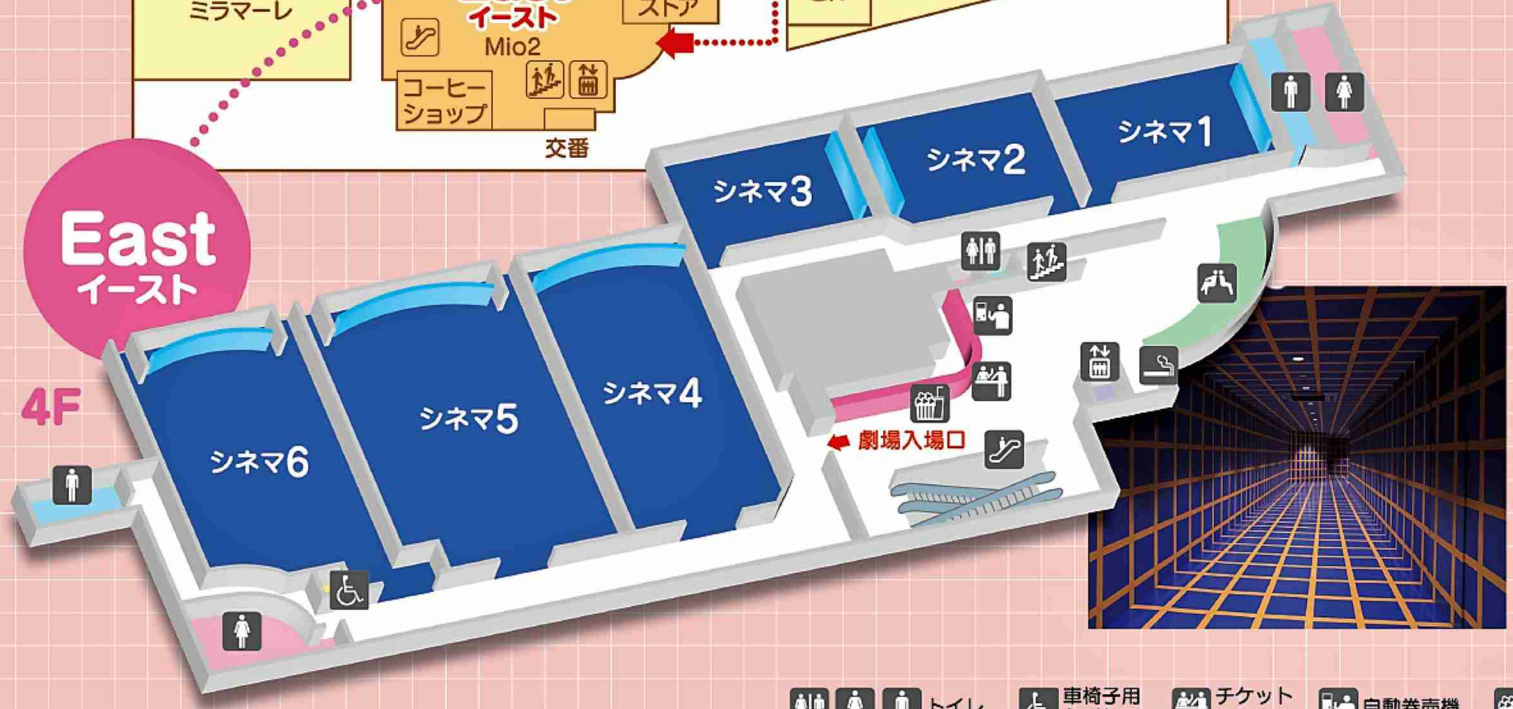 ミラマーレ
イースト
Mio2
ストア
コーヒー
ショップ
交番
East
イースト
4F
シネマ1
シネマ2
シネマ3
シネマ4
シネマ5
シネマ6
劇場入場口
トイレ
車椅子用
チケット
自動券売機